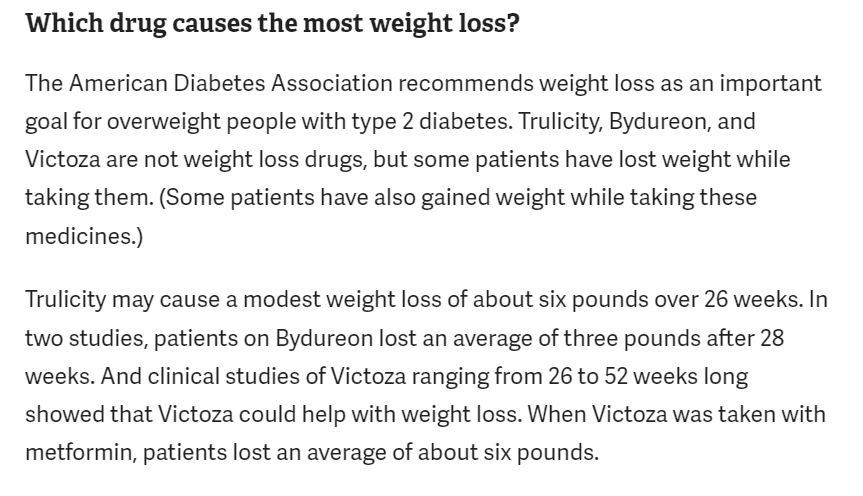 Which drug causes the most weight loss?
The American Diabetes Association recommends weight loss as an important
goal for overweight people with type 2 diabetes. Trulicity, Bydureon, and
Victoza are not weight loss drugs, but some patients have lost weight while
taking them. (Some patients have also gained weight while taking these
medicines.)
Trulicity may cause a modest weight loss of about six pounds over 26 weeks. In
two studies, patients on Bydureon lost an average of three pounds after 28
weeks. And clinical studies of Victoza ranging from 26 to 52 weeks long
showed that Victoza could help with weight loss. When Victoza was taken with
metformin, patients lost an average of about six pounds.